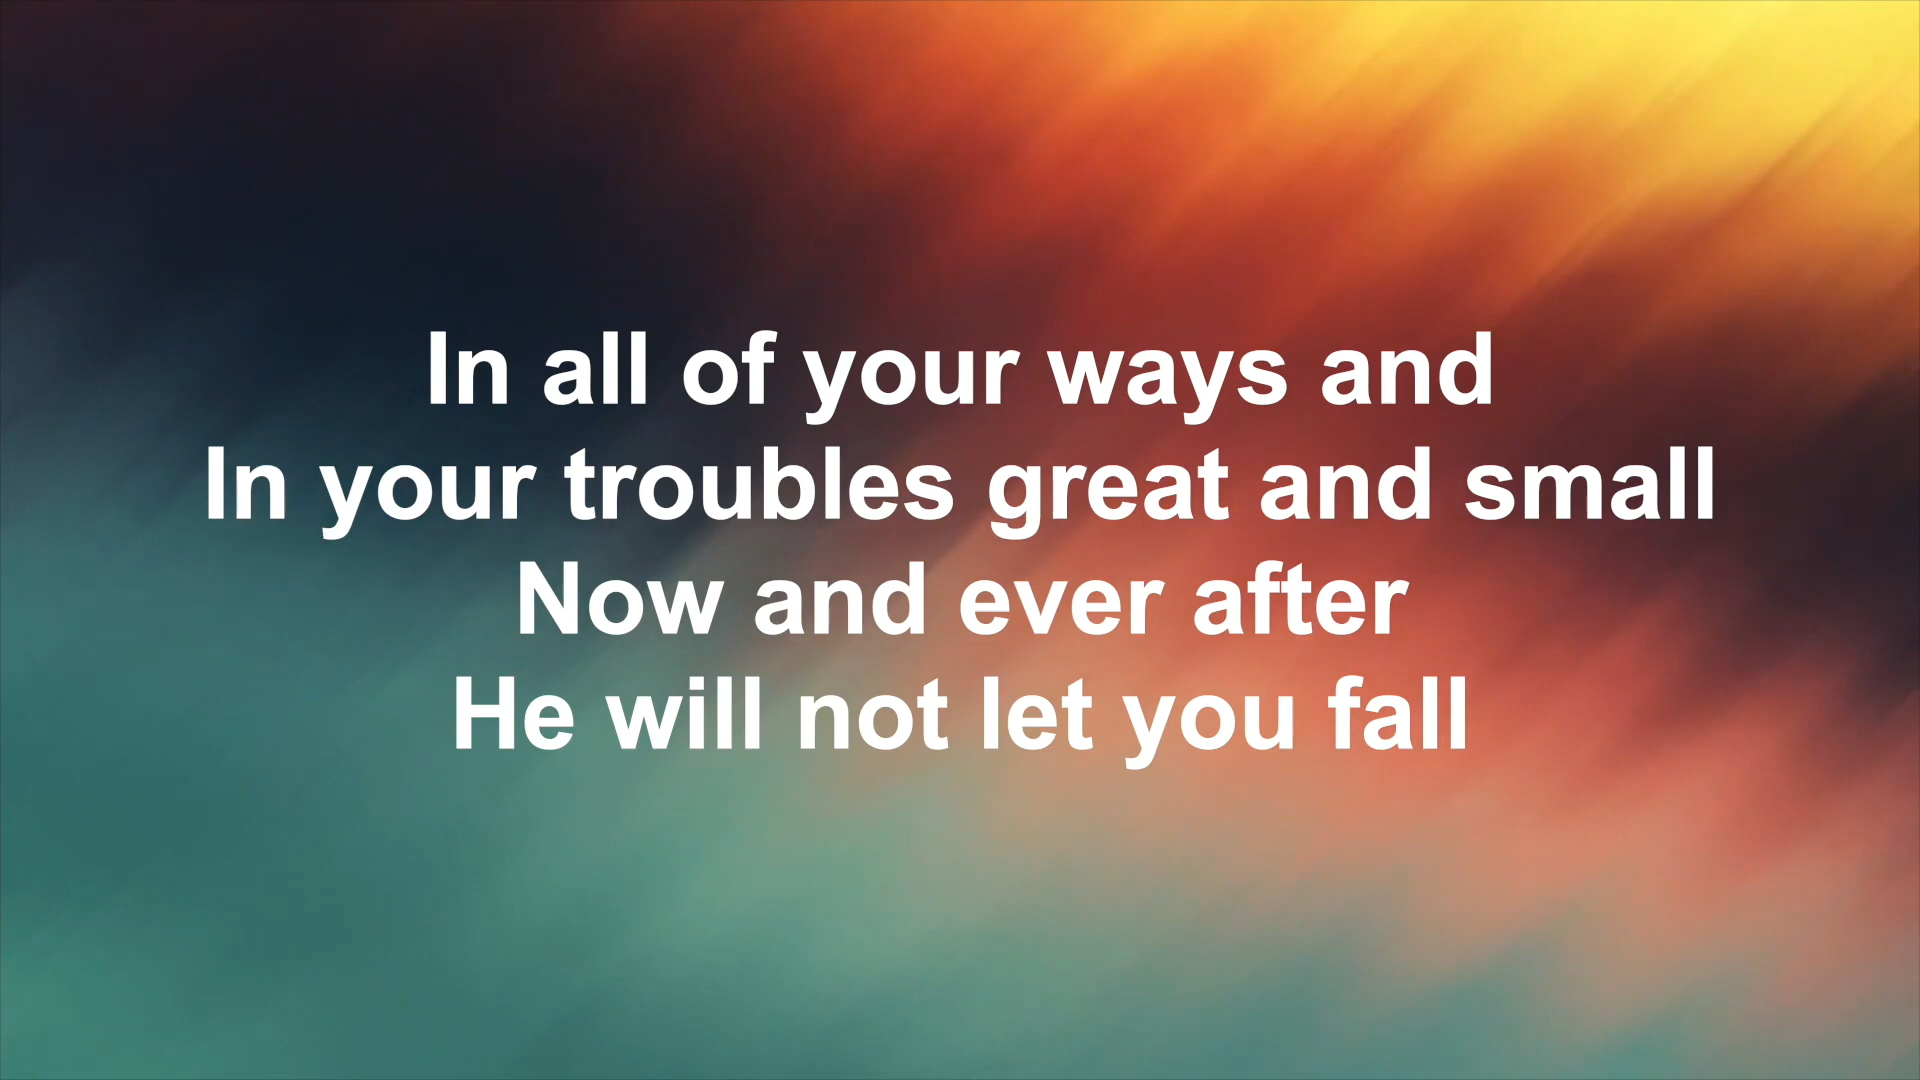 In all of your ways and
In your troubles great and small
Now and ever after
He will not let you fall